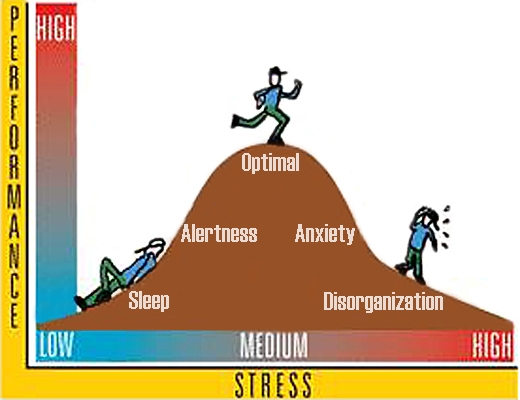 PERFORMANCE
HIGH
Optimal
Alertness
Anxiety
Sleep
Disorganization
LOW
MEDIUM
HIGH
STRESS